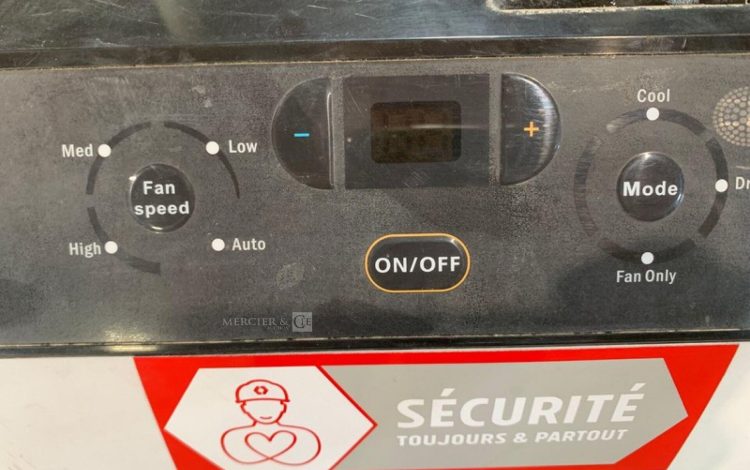 Cool
−
+
Med
Low
Fan
speed
Mode
High
Auto
ON/OFF
Fan Only
MERCIER & CIE
SÉCURITÉ
TOUJOURS & PARTOUT